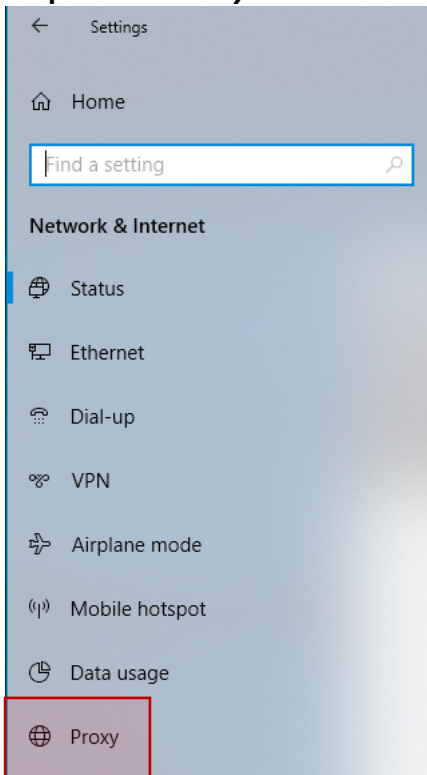 Settings
Home
Find a setting
Network & Internet
Status
Ethernet
Dial-up
VPN
Airplane mode
Mobile hotspot
Data usage
Proxy